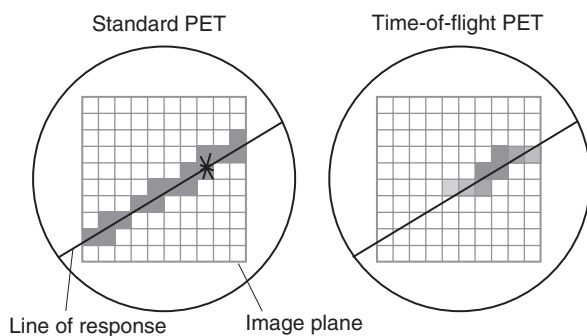 Standard PET
Time-of-flight PET
Line of response
Image plane